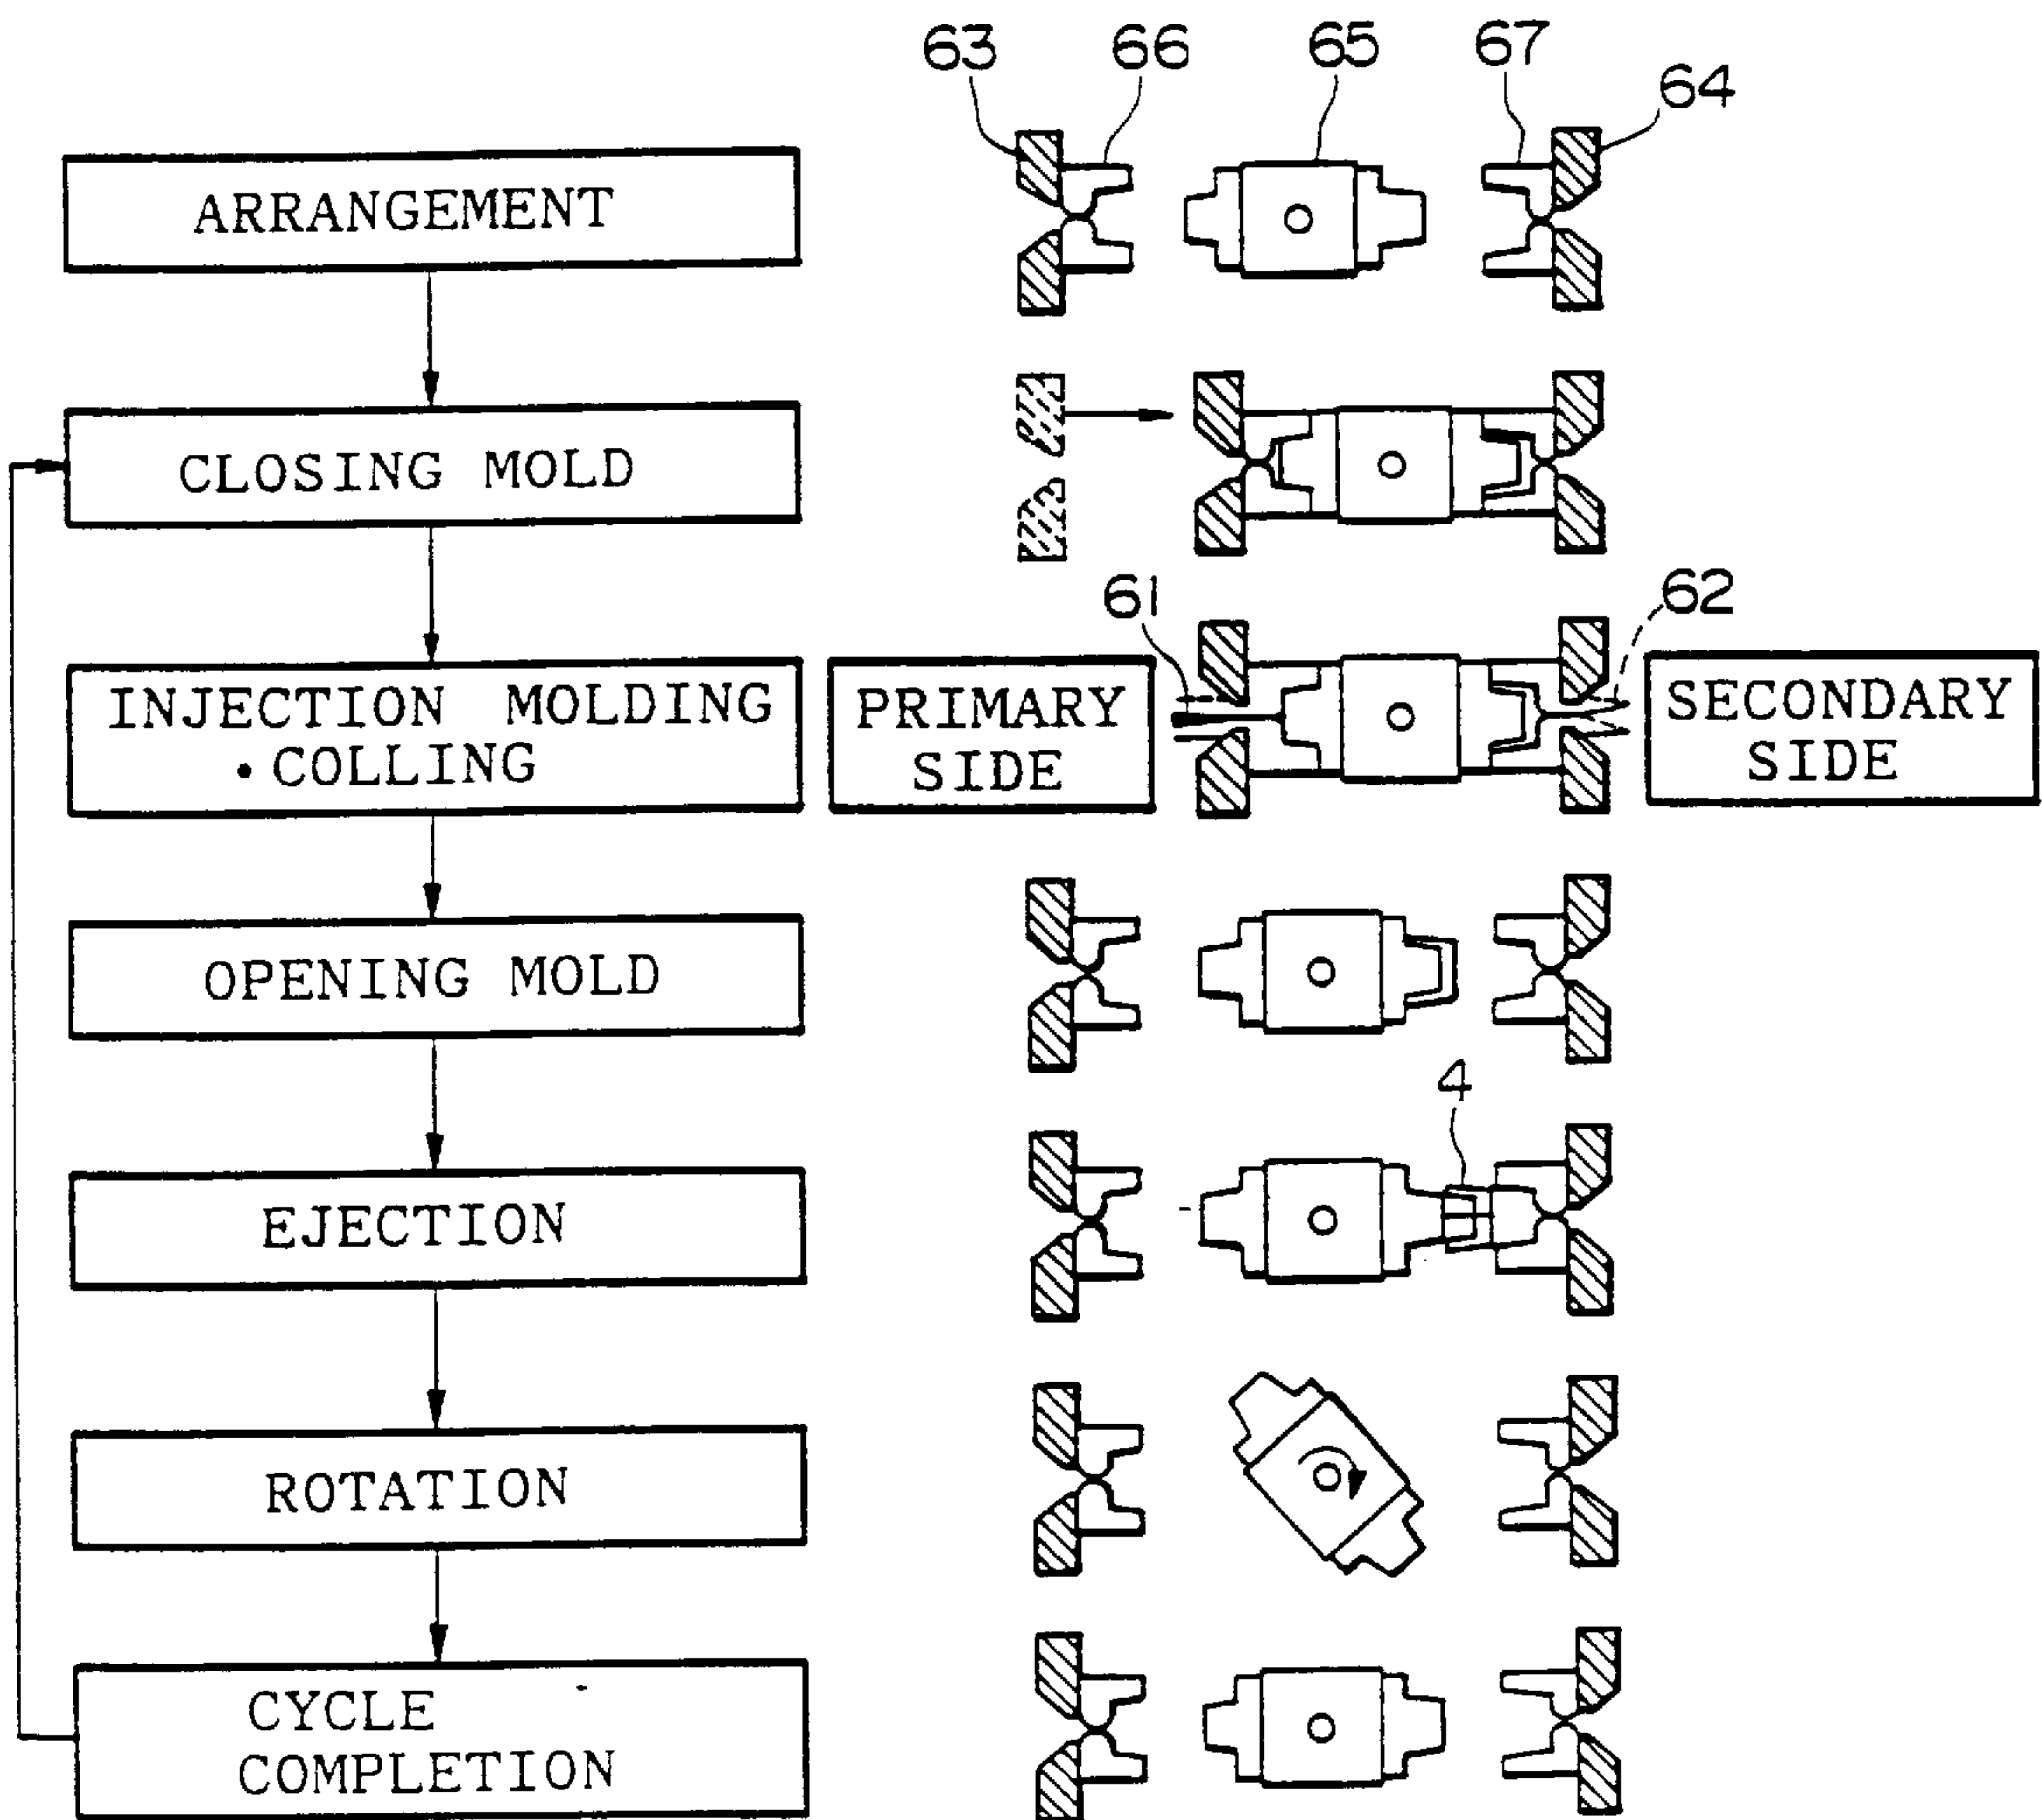 63 66 65 67 64
ARRANGEMENT
CLOSING MOLD
61 62
INJECTION MOLDING
• COLLING
PRIMARY
SIDE
SECONDARY
SIDE
OPENING MOLD
4
EJECTION
ROTATION
CYCLE
COMPLETION